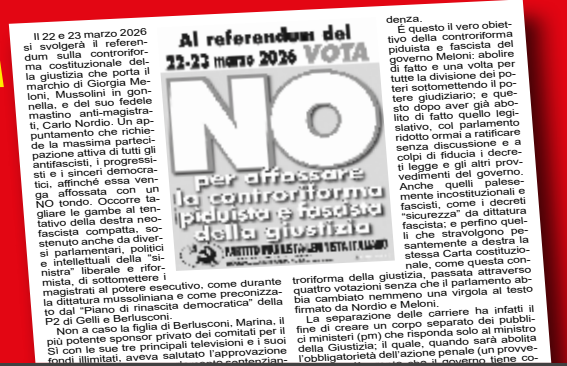 Il 22 e 23 marzo 2026
si svolgerà il referen-
dum sulla controrifor-
ma costituzionale del-
la giustizia che porta il
marchio di Giorgia Me-
loni, Mussolini in gon-
nella, e del suo fedele
mastino anti-magistra-
ti, Carlo Nordio. Un ap-
puntamento che richie-
de la massima parteci-
pazione attiva di tutti gli
antifascisti, i progressi-
sti e i sinceri democra-
tici, affinché essa ven-
ga affossata con un
NO tondo. Occorre ta-
gliare le gambe al ten-
tativo della destra neo-
fascista compatta, so-
stenuto anche da diver-
si parlamentari, politici
e intellettuali della "si-
nistra" liberale e rifor-
mista, di sottomettere i
magistrati al potere esecutivo, come durante
la dittatura mussoliniana e come preconizza-
to dal "Piano di rinascita democratica" della
P2 di Gelli e Berlusconi.
Non a caso la figlia di Berlusconi, Marina, il
più potente sponsor privato dei comitati per il
SÌ con le sue tre principali televisioni e i suoi
fondi illimitati, aveva salutato l'approvazione
Al referendum del
22-23 marzo 2026 VOTA
NO
per affossare
la controriforma
piduista e fascista
della giustizia
PARTITO MARXISTA-LENINISTA ITALIANO
denza.
È questo il vero obiet-
tivo della controriforma
piduista e fascista del
governo Meloni: abolire
di fatto e una volta per
tutte la divisione dei po-
teri sottomettendo il po-
tere giudiziario; e que-
sto dopo aver già abo-
lito di fatto quello legi-
slativo, col parlamento
ridotto ormai a ratificare
senza discussione e a
colpi di fiducia i decre-
ti legge e gli altri prov-
vedimenti del governo.
Anche quelli palese-
mente incostituzionali e
fascisti, come i decreti
"sicurezza" da dittatura
fascista; e perfino quel-
li che stravolgono pe-
santemente a destra la
stessa Carta costituzio-
nale, come questa con-
troriforma della giustizia, passata attraverso
quattro votazioni senza che il parlamento ab-
bia cambiato nemmeno una virgola al testo
firmato da Nordio e Meloni.
La separazione delle carriere ha infatti il
fine di creare un corpo separato dei pubbli-
ci ministeri (pm) che risponda solo al ministro
della Giustizia; il quale, quando sarà abolita
l'obbligatorietà dell'azione penale (un provve-